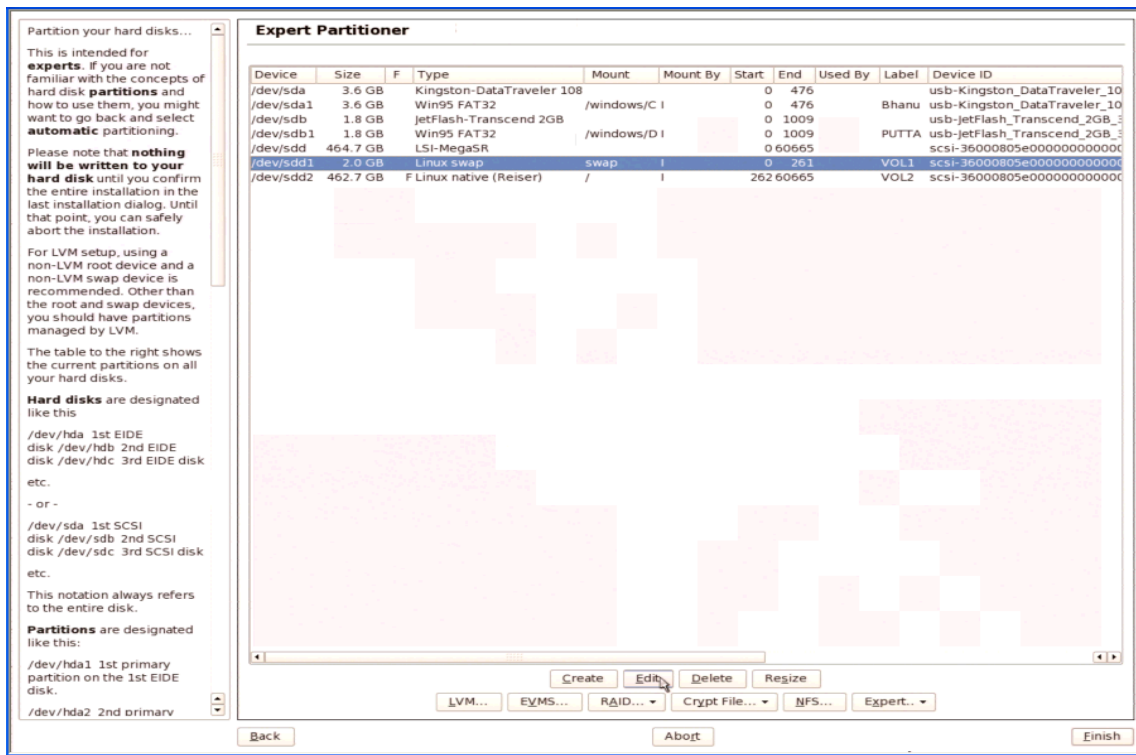 Partition your hard disks...
This is intended for
experts. If you are not
familiar with the concepts of
hard disk partitions and
how to use them, you might
want to go back and select
automatic partitioning.
Please note that nothing
will be written to your
hard disk until you confirm
the entire installation in the
last installation dialog. Until
that point, you can safely
abort the installation.
For LVM setup, using a
non-LVM root device and a
non-LVM swap device is
recommended. Other than
the root and swap devices,
you should have partitions
managed by LVM.
The table to the right shows
the current partitions on all
your hard disks.
Hard disks are designated
like this
/dev/hda 1st EIDE
disk /dev/hdb 2nd EIDE
disk /dev/hdc 3rd EIDE disk
etc.
- or -
/dev/sda 1st SCSI
disk /dev/sdb 2nd SCSI
disk /dev/sdc 3rd SCSI disk
etc.
This notation always refers
to the entire disk.
Partitions are designated
like this:
/dev/hda1 1st primary
partition on the 1st EIDE
disk.
/dev/hda2 2nd primary
Expert Partitioner
Device Size F Type Mount Mount By Start End Used By Label Device ID
/dev/sda 3.6 GB Kingston-DataTraveler 108 0 476 usb-Kingston_DataTraveler_10
/dev/sda1 3.6 GB Win95 FAT32 /windows/C I 0 476 Bhanu usb-Kingston_DataTraveler_10
/dev/sdb 1.8 GB JetFlash-Transcend 2GB 0 1009 usb-JetFlash_Transcend_2GB_3
/dev/sdb1 1.8 GB Win95 FAT32 /windows/D I 0 1009 PUTTA usb-JetFlash_Transcend_2GB_3
/dev/sdd 464.7 GB LSI-MegaSR 0 60665 scsi-36000805e000000000000
/dev/sdd1 2.0 GB Linux swap swap I 0 261 VOL1 scsi-36000805e000000000000
/dev/sdd2 462.7 GB F Linux native (Reiser) / I 262 60665 VOL2 scsi-36000805e000000000000
Create Edit Delete Resize
LVM... EVMS... RAID... Crypt File... NFS... Expert..
Back Abort Finish